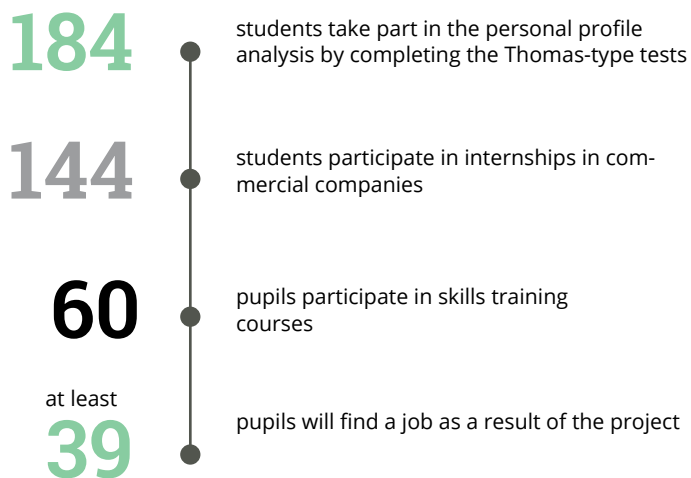 184
students take part in the personal profile
analysis by completing the Thomas-type tests
144
students participate in internships in com-
mercial companies
60
pupils participate in skills training
courses
at least
39
pupils will find a job as a result of the project